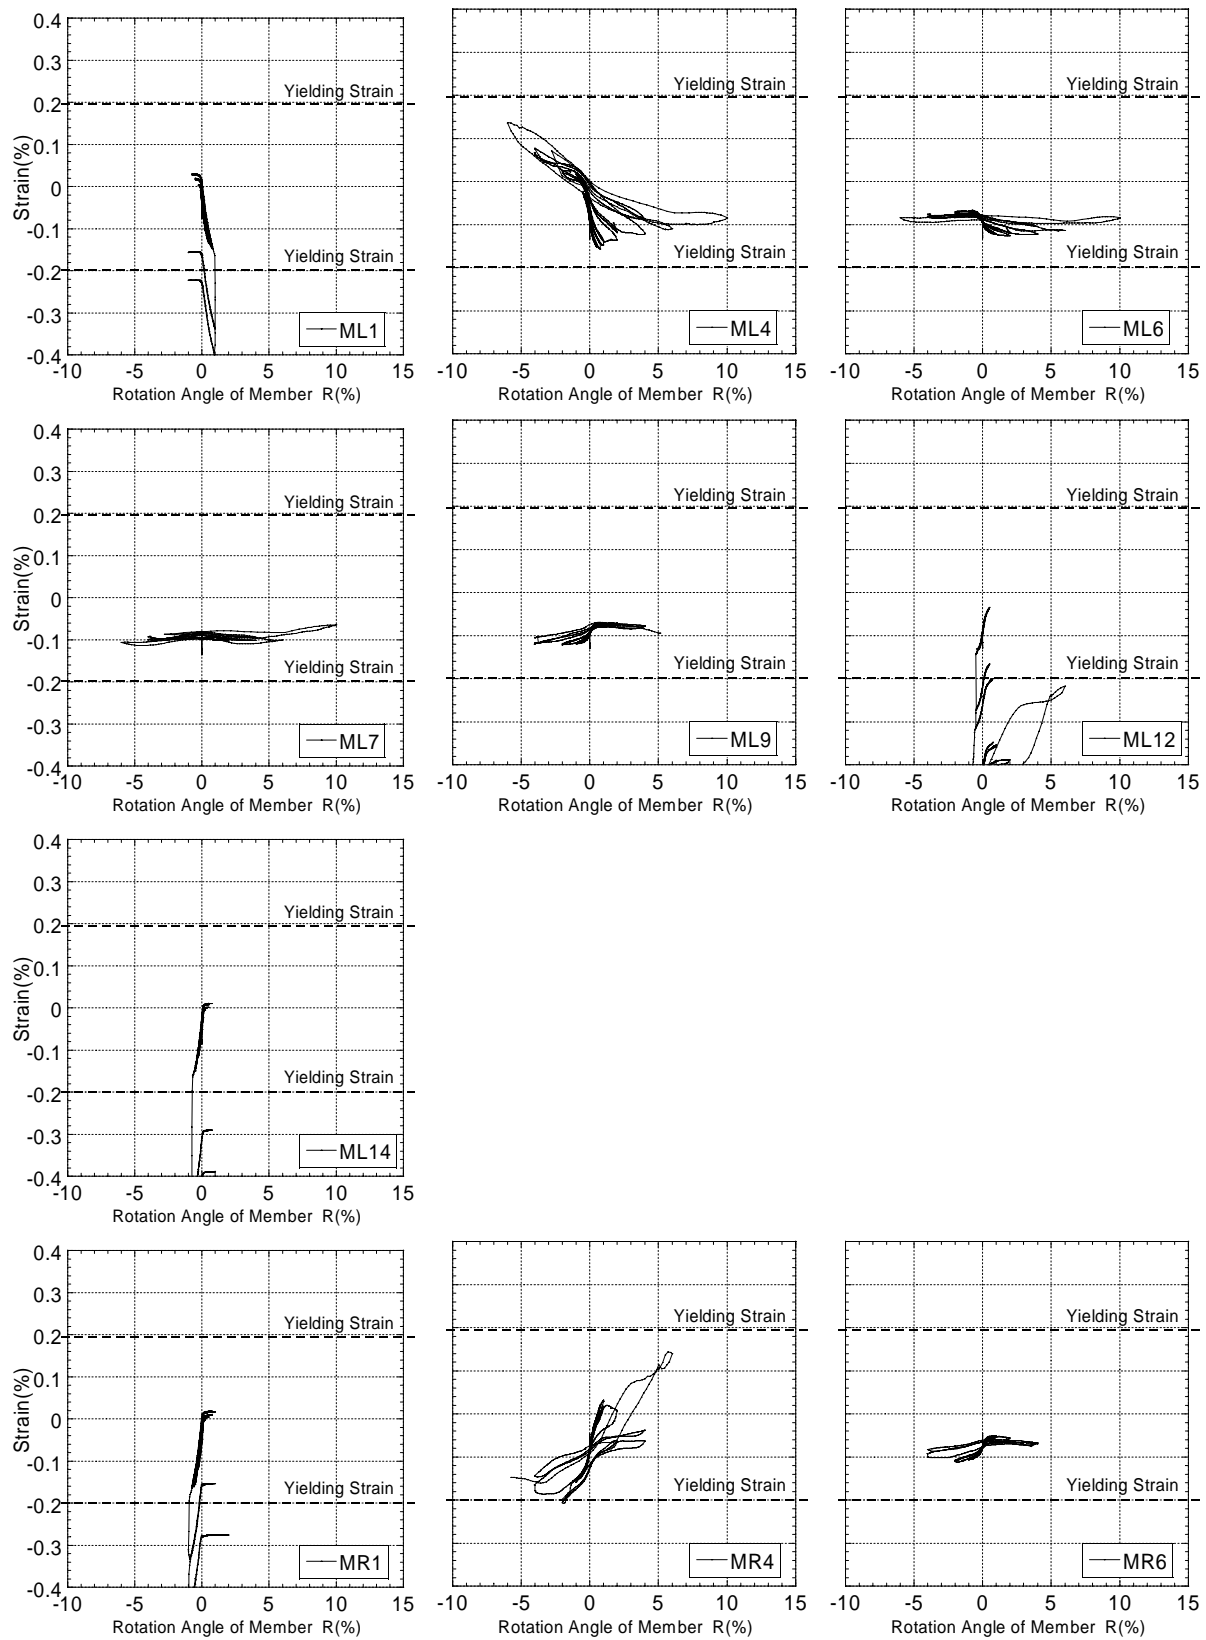 0.4
0.3
Yielding Strain
0.2
0.1
0
-0.1
Yielding Strain
-0.2
-0.3
-0.4
Strain(%)
ML1
-10 -5 0 5 10 15
Rotation Angle of Member R(%)
Yielding Strain
Yielding Strain
ML4
-10 -5 0 5 10 15
Rotation Angle of Member R(%)
Yielding Strain
Yielding Strain
ML6
-10 -5 0 5 10 15
Rotation Angle of Member R(%)
0.4
0.3
Yielding Strain
0.2
0.1
0
-0.1
Yielding Strain
-0.2
-0.3
-0.4
Strain(%)
ML7
-10 -5 0 5 10 15
Rotation Angle of Member R(%)
Yielding Strain
Yielding Strain
ML9
-10 -5 0 5 10 15
Rotation Angle of Member R(%)
Yielding Strain
Yielding Strain
ML12
-10 -5 0 5 10 15
Rotation Angle of Member R(%)
0.4
0.3
Yielding Strain
0.2
0.1
0
-0.1
Yielding Strain
-0.2
-0.3
-0.4
Strain(%)
ML14
-10 -5 0 5 10 15
Rotation Angle of Member R(%)
0.4
0.3
Yielding Strain
0.2
0.1
0
-0.1
Yielding Strain
-0.2
-0.3
-0.4
Strain(%)
MR1
-10 -5 0 5 10 15
Rotation Angle of Member R(%)
Yielding Strain
Yielding Strain
MR4
-10 -5 0 5 10 15
Rotation Angle of Member R(%)
Yielding Strain
Yielding Strain
MR6
-10 -5 0 5 10 15
Rotation Angle of Member R(%)